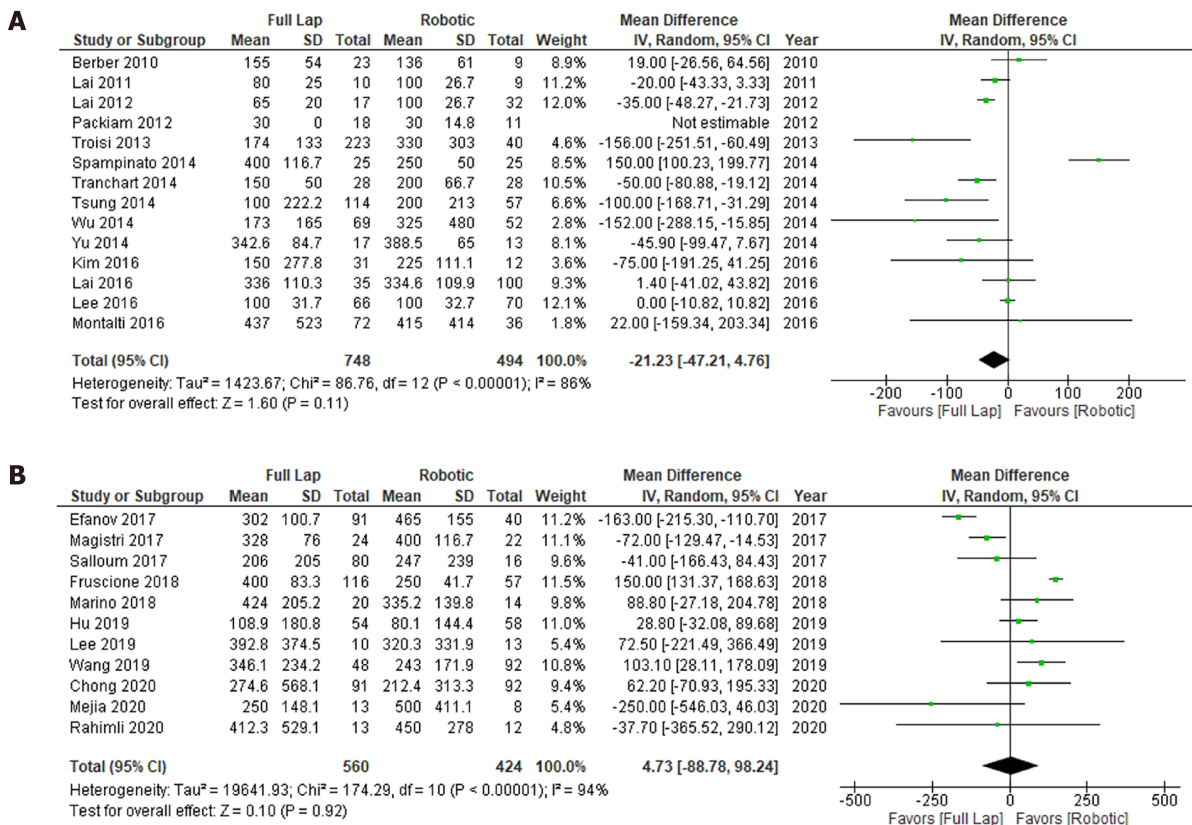 A
Full Lap Robotic Mean Difference Mean Difference
Study or Subgroup Mean SD Total Mean SD Total Weight IV, Random, 95% CI Year IV, Random, 95% CI
Berber 2010 155 54 23 136 61 9 8.9% 19.00 [-26.56, 64.56] 2010
Lai 2011 80 25 10 100 26.7 9 11.2% -20.00 [-43.33, 3.33] 2011
Lai 2012 65 20 17 100 26.7 32 12.0% -35.00 [-48.27, -21.73] 2012
Packiam 2012 30 0 18 30 14.8 11 Not estimable 2012
Troisi 2013 174 133 223 330 303 40 4.6% -156.00 [-251.51, -60.49] 2013
Spampinato 2014 400 116.7 25 250 50 25 8.5% 150.00 [100.23, 199.77] 2014
Tranchart 2014 150 50 28 200 66.7 28 10.5% -50.00 [-80.88, -19.12] 2014
Tsung 2014 100 222.2 114 200 213 57 6.6% -100.00 [-168.71, -31.29] 2014
Wu 2014 173 165 69 325 480 52 2.8% -152.00 [-288.15, -15.85] 2014
Yu 2014 342.6 84.7 17 388.5 65 13 8.1% -45.90 [-99.47, 7.67] 2014
Kim 2016 150 277.8 31 225 111.1 12 3.6% -75.00 [-191.25, 41.25] 2016
Lai 2016 336 110.3 35 334.6 109.9 100 9.3% 1.40 [-41.02, 43.82] 2016
Lee 2016 100 31.7 66 100 32.7 70 12.1% 0.00 [-10.82, 10.82] 2016
Montalti 2016 437 523 72 415 414 36 1.8% 22.00 [-159.34, 203.34] 2016
Total (95% CI) 748 494 100.0% -21.23 [-47.21, 4.76]
Heterogeneity: Tau² = 1423.67; Chi² = 86.76, df = 12 (P < 0.00001); I² = 86%
Test for overall effect: Z = 1.60 (P = 0.11)
-200 -100 0 100 200
Favours [Full Lap] Favours [Robotic]
B
Full Lap Robotic Mean Difference Mean Difference
Study or Subgroup Mean SD Total Mean SD Total Weight IV, Random, 95% CI Year IV, Random, 95% CI
Efanov 2017 302 100.7 91 465 155 40 11.2% -163.00 [-215.30, -110.70] 2017
Magistri 2017 328 76 24 400 116.7 22 11.1% -72.00 [-129.47, -14.53] 2017
Salloum 2017 206 205 80 247 239 16 9.5% -41.00 [-166.43, 84.43] 2017
Fruscione 2018 400 83.3 116 250 41.7 57 11.5% 150.00 [131.37, 168.63] 2018
Marino 2018 424 205.2 20 335.2 139.8 14 9.8% 88.80 [-27.18, 204.78] 2018
Hu 2019 108.9 180.8 54 80.1 144.4 58 11.0% 28.80 [-32.08, 89.68] 2019
Lee 2019 392.8 374.5 10 320.3 331.9 13 5.4% 72.50 [-221.49, 366.49] 2019
Wang 2019 346.1 234.2 48 243 171.9 92 10.8% 103.10 [28.11, 178.09] 2019
Chong 2020 274.6 568.1 91 212.4 313.3 92 9.4% 62.20 [-70.93, 195.33] 2020
Mejia 2020 250 148.1 13 500 411.1 8 5.4% -250.00 [-546.03, 46.03] 2020
Rahimli 2020 412.3 529.1 13 450 278 12 4.8% -37.70 [-365.52, 290.12] 2020
Total (95% CI) 560 424 100.0% 4.73 [-88.78, 98.24]
Heterogeneity: Tau² = 19641.93; Chi² = 174.29, df = 10 (P < 0.00001); I² = 94%
Test for overall effect: Z = 0.10 (P = 0.92)
-500 -250 0 250 500
Favors [Full Lap] Favors [Robotic]